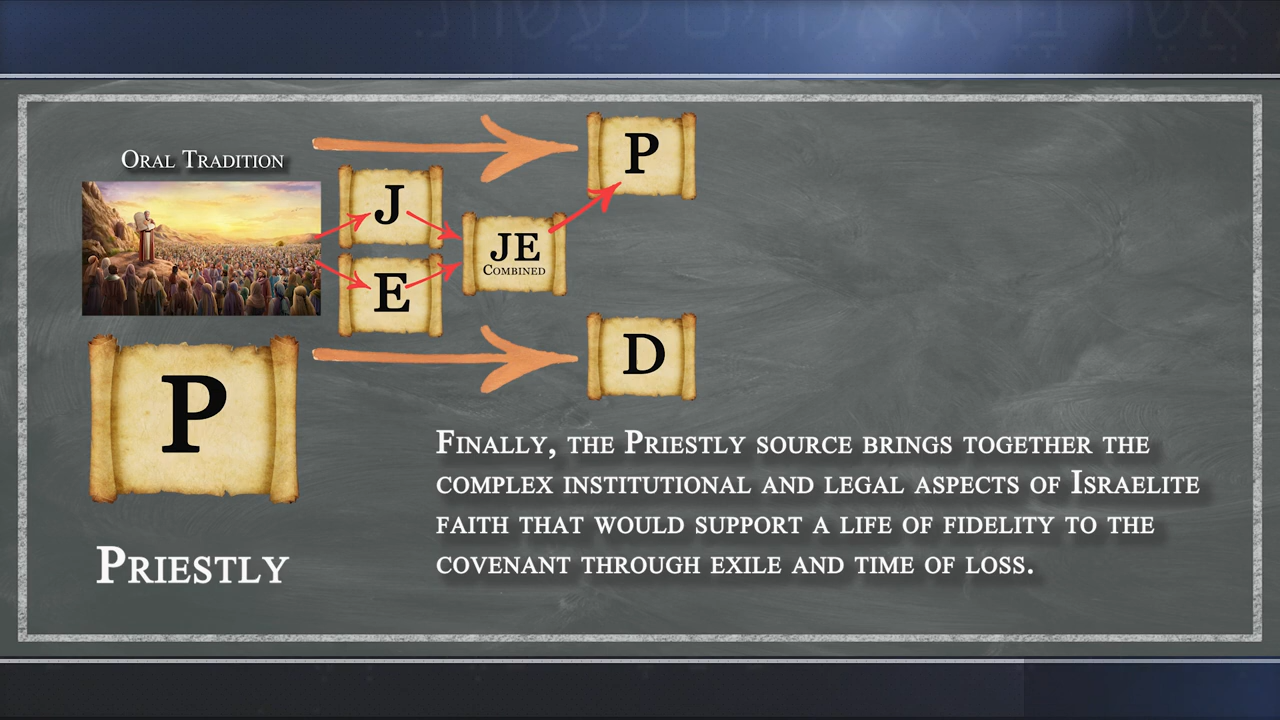 אֲשֶׁר בָּרָא אֱלֹהִים לַעֲשׂוֹת.
Oral Tradition
P
J
JE
Combined
E
D
P
Priestly
Finally, the Priestly source brings together the
complex institutional and legal aspects of Israelite
faith that would support a life of fidelity to the
covenant through exile and time of loss.